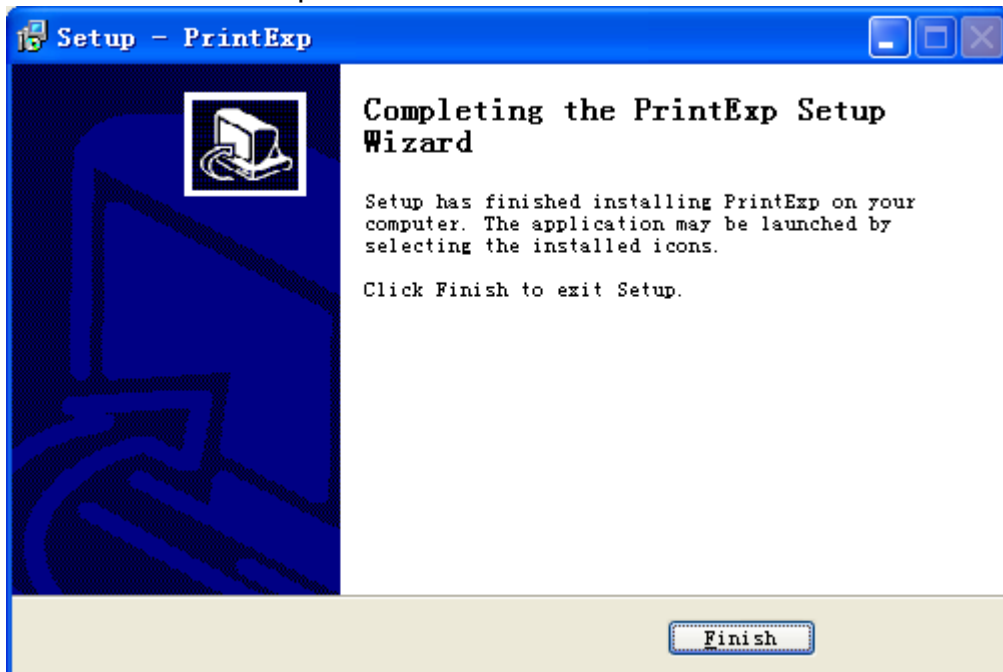 Setup - PrintExp
Completing the PrintExp Setup
Wizard
Setup has finished installing PrintExp on your
computer. The application may be launched by
selecting the installed icons.
Click Finish to exit Setup.
Finish